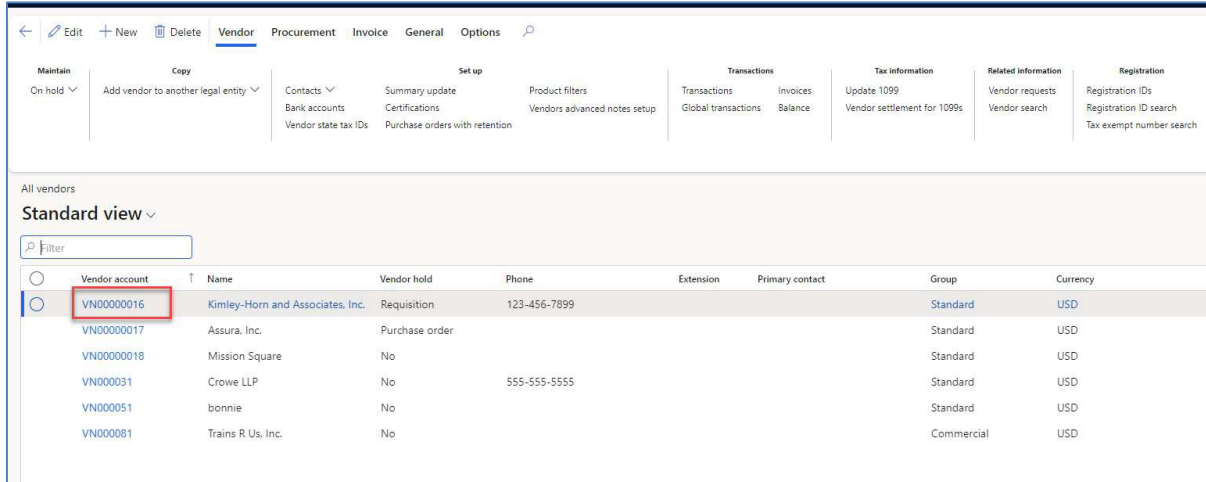 Edit New Delete Vendor Procurement Invoice General Options
Maintain Copy Set up Transactions Tax information Related information Registration
On hold Add vendor to another legal entity Contacts Summary update Product filters Transactions Invoices Update 1099 Vendor requests Registration IDs
Bank accounts Certifications Vendors advanced notes setup Global transactions Balance Vendor settlement for 1099s Vendor search Registration ID search
Vendor state tax IDs Purchase orders with retention Tax exempt number search
All vendors
Standard view
Filter
Vendor account Name Vendor hold Phone Extension Primary contact Group Currency
VN00000016 Kimley-Horn and Associates, Inc. Requisition 123-456-7899 Standard USD
VN00000017 Assura, Inc. Purchase order Standard USD
VN00000018 Mission Square No Standard USD
VN000031 Crowe LLP No 555-555-5555 Standard USD
VN000051 bonnie No Standard USD
VN000081 Trains R Us, Inc. No Commercial USD